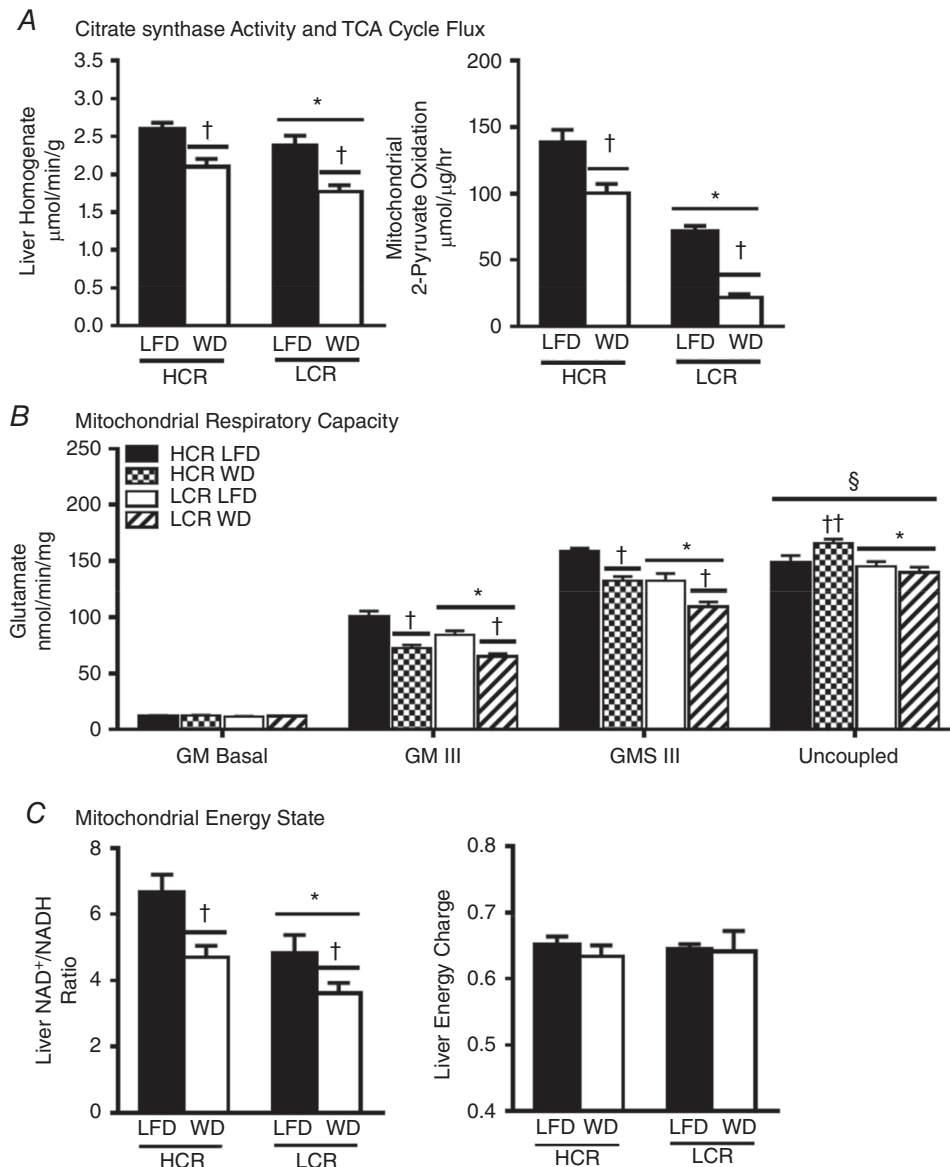 A Citrate synthase Activity and TCA Cycle Flux
Liver Homogenate
μmol/min/g
3.5
3.0
2.5
2.0
1.5
1.0
0.5
0.0
†
*
†
LFD WD LFD WD
HCR LCR
Mitochondrial
2-Pyruvate Oxidation
μmol/μg/hr
200
150
100
50
0
†
*
†
LFD WD LFD WD
HCR LCR
B Mitochondrial Respiratory Capacity
Glutamate
nmol/min/mg
250
200
150
100
50
0
HCR LFD
HCR WD
LCR LFD
LCR WD
†
*
†
†
*
†
§
††
*
GM Basal GM III GMS III Uncoupled
C Mitochondrial Energy State
Liver NAD⁺/NADH
Ratio
8
6
4
2
0
†
*
†
LFD WD LFD WD
HCR LCR
Liver Energy Charge
0.8
0.7
0.6
0.5
0.4
LFD WD LFD WD
HCR LCR